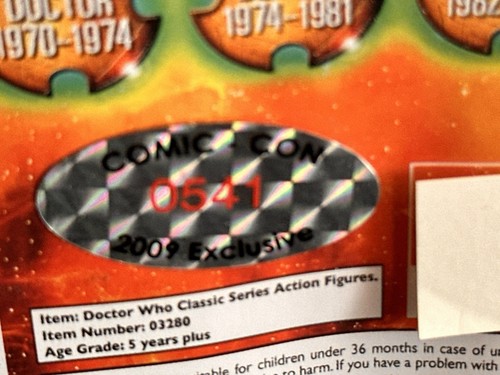 DOCTOR
1970-1974
1974-1981
COMIC - CON
0541
2009 Exclusive
Item: Doctor Who Classic Series Action Figures.
Item Number: 03280
Age Grade: 5 years plus
for children under 36 months in case of
to harm. If you have a problem with